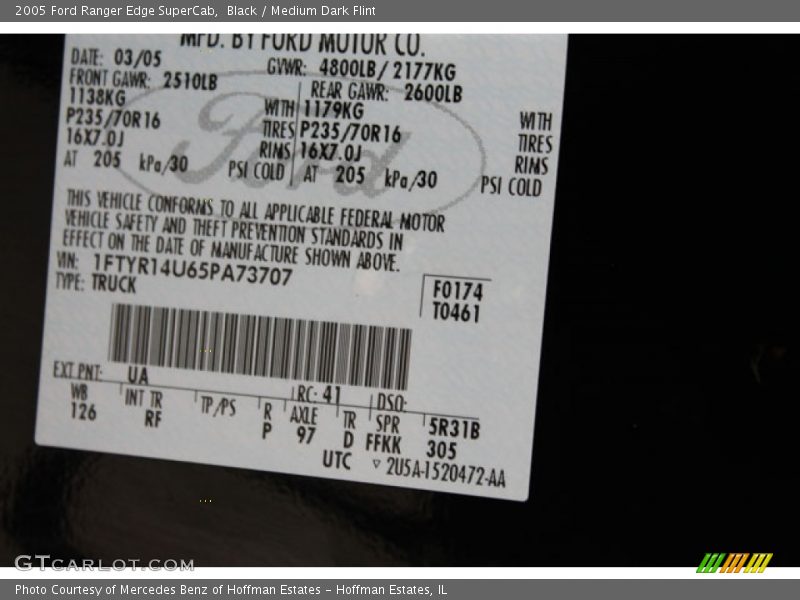 2005 Ford Ranger Edge SuperCab,  Black / Medium Dark Flint
MFD. BY FORD MOTOR CO.
DATE: 03/05 GVWR: 4800LB/ 2177KG
FRONT GAWR: 2510LB REAR GAWR: 2600LB
1138KG WITH 1179KG WITH
P235/70R16 TIRES P235/70R16 TIRES
16X7.0J RIMS 16X7.0J RIMS
AT 205 kPa/30 PSI COLD AT 205 kPa/30 PSI COLD
Ford
THIS VEHICLE CONFORMS TO ALL APPLICABLE FEDERAL MOTOR
VEHICLE SAFETY AND THEFT PREVENTION STANDARDS IN
EFFECT ON THE DATE OF MANUFACTURE SHOWN ABOVE.
VIN: 1FTYR14U65PA73707
TYPE: TRUCK
F0174
T0461
EXT PNT: UA RC: 41 DSO:
WB INT TR TP/PS R AXLE TR SPR 5R31B
126 RF P 97 D FFKK 305
UTC ▽ 2U5A-1520472-AA
GTCARLOT.COM
Photo Courtesy of Mercedes Benz of Hoffman Estates - Hoffman Estates, IL